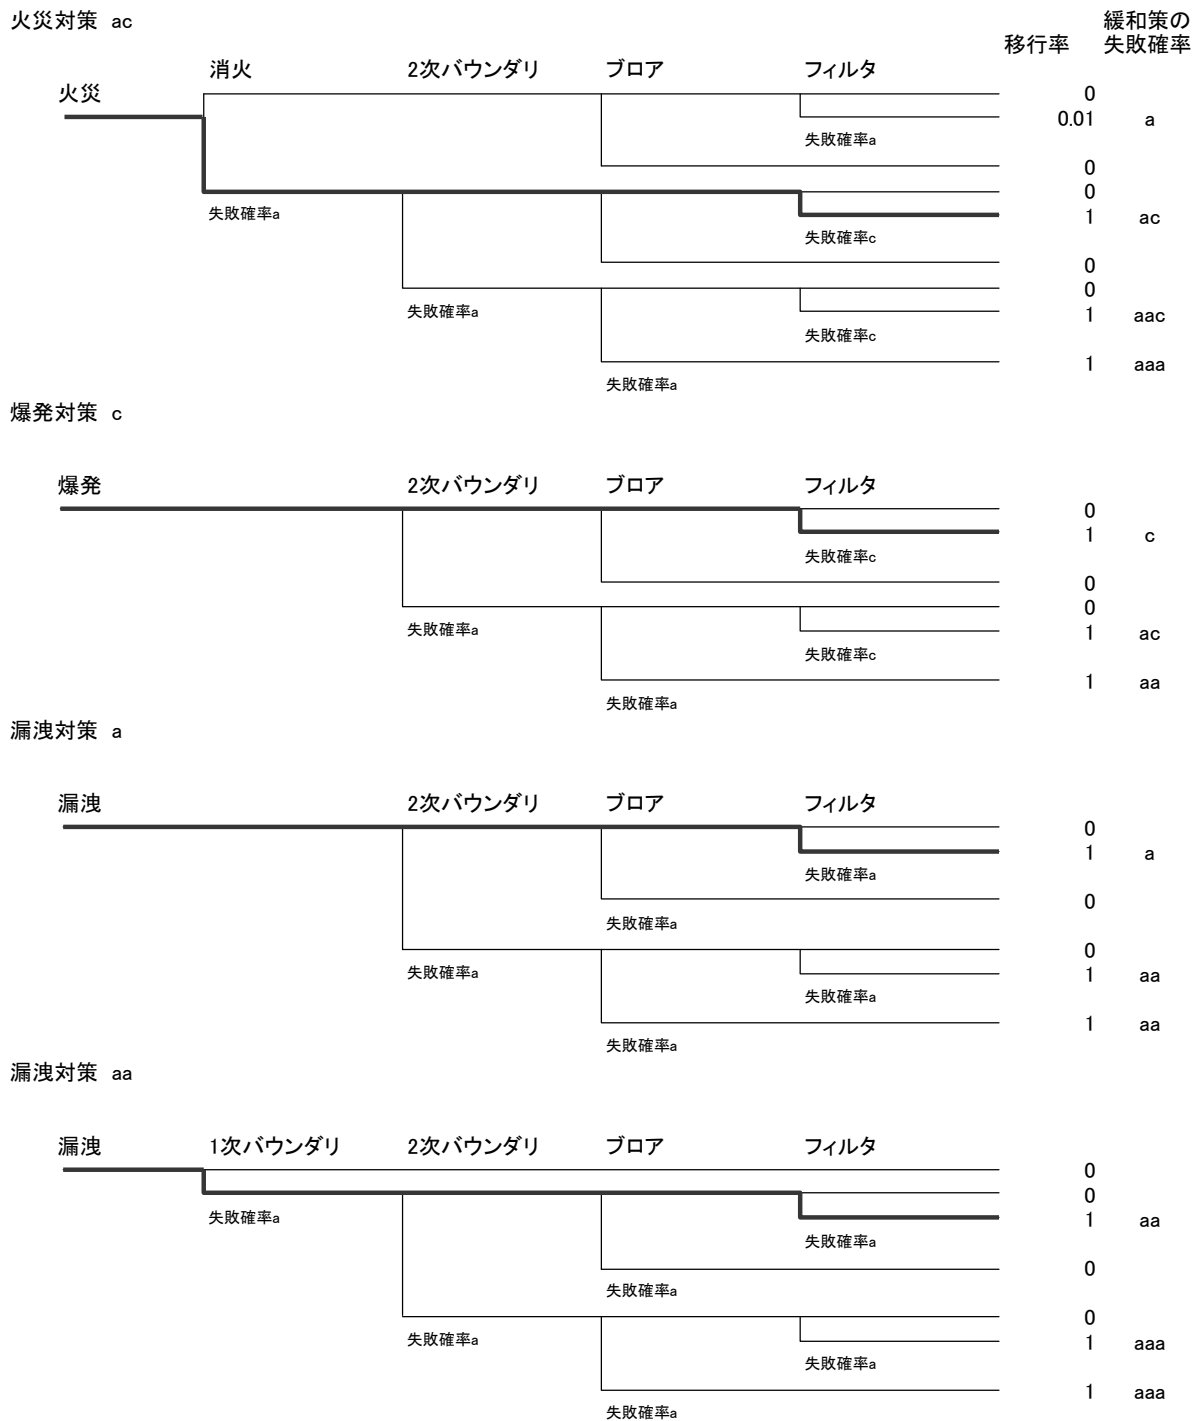 火災対策 ac
緩和策の
移行率 失敗確率
消火 2次バウンダリ ブロア フィルタ
火災
0
0.01 a
失敗確率a
0
0
失敗確率a
1 ac
失敗確率c
0
0
失敗確率a
1 aac
失敗確率c
1 aaa
失敗確率a
爆発対策 c
爆発 2次バウンダリ ブロア フィルタ
0
1 c
失敗確率c
0
0
失敗確率a
1 ac
失敗確率c
1 aa
失敗確率a
漏洩対策 a
漏洩 2次バウンダリ ブロア フィルタ
0
1 a
失敗確率a
0
失敗確率a
0
失敗確率a
1 aa
失敗確率a
1 aa
失敗確率a
漏洩対策 aa
漏洩 1次バウンダリ 2次バウンダリ ブロア フィルタ
0
0
失敗確率a
1 aa
失敗確率a
0
失敗確率a
0
失敗確率a
1 aaa
失敗確率a
1 aaa
失敗確率a